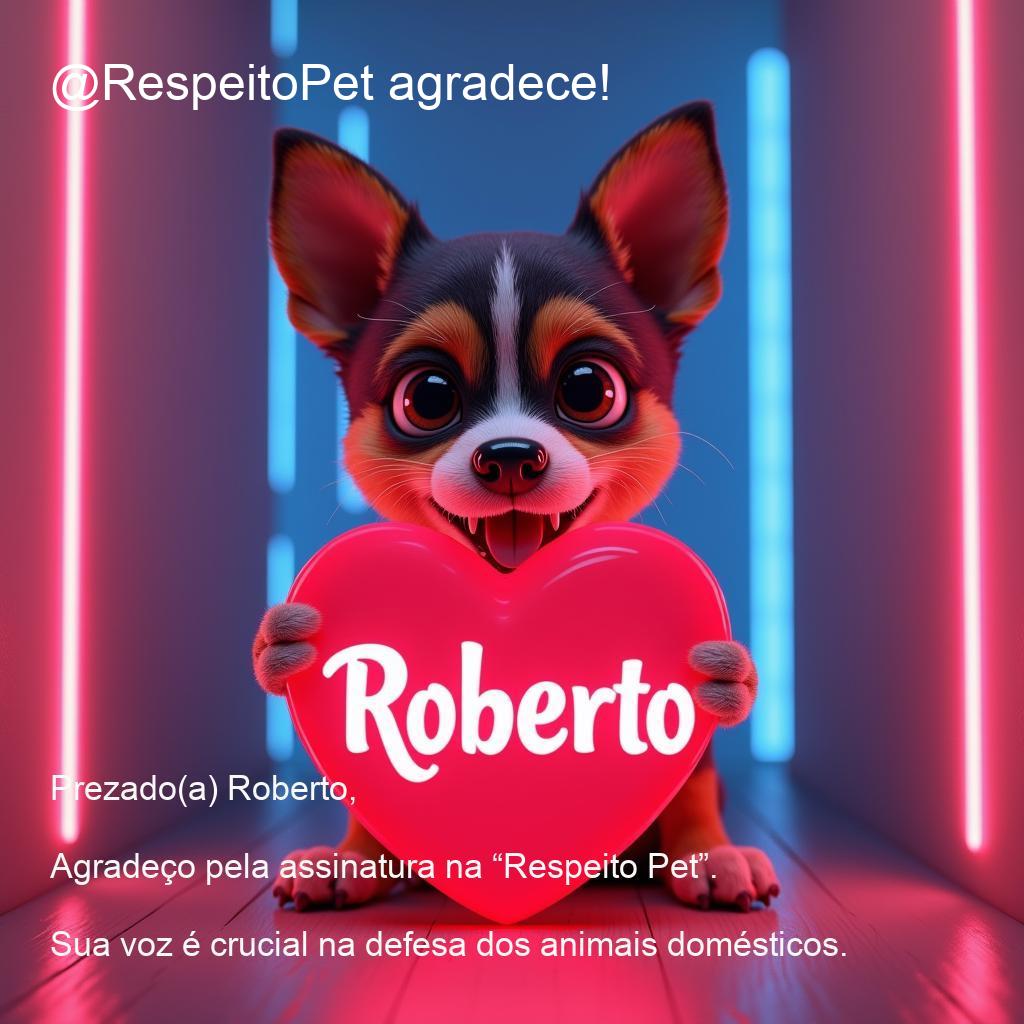 @RespeitoPet agradece!
Roberto
Prezado(a) Roberto,
Agradeço pela assinatura na “Respeito Pet”.
Sua voz é crucial na defesa dos animais domésticos.